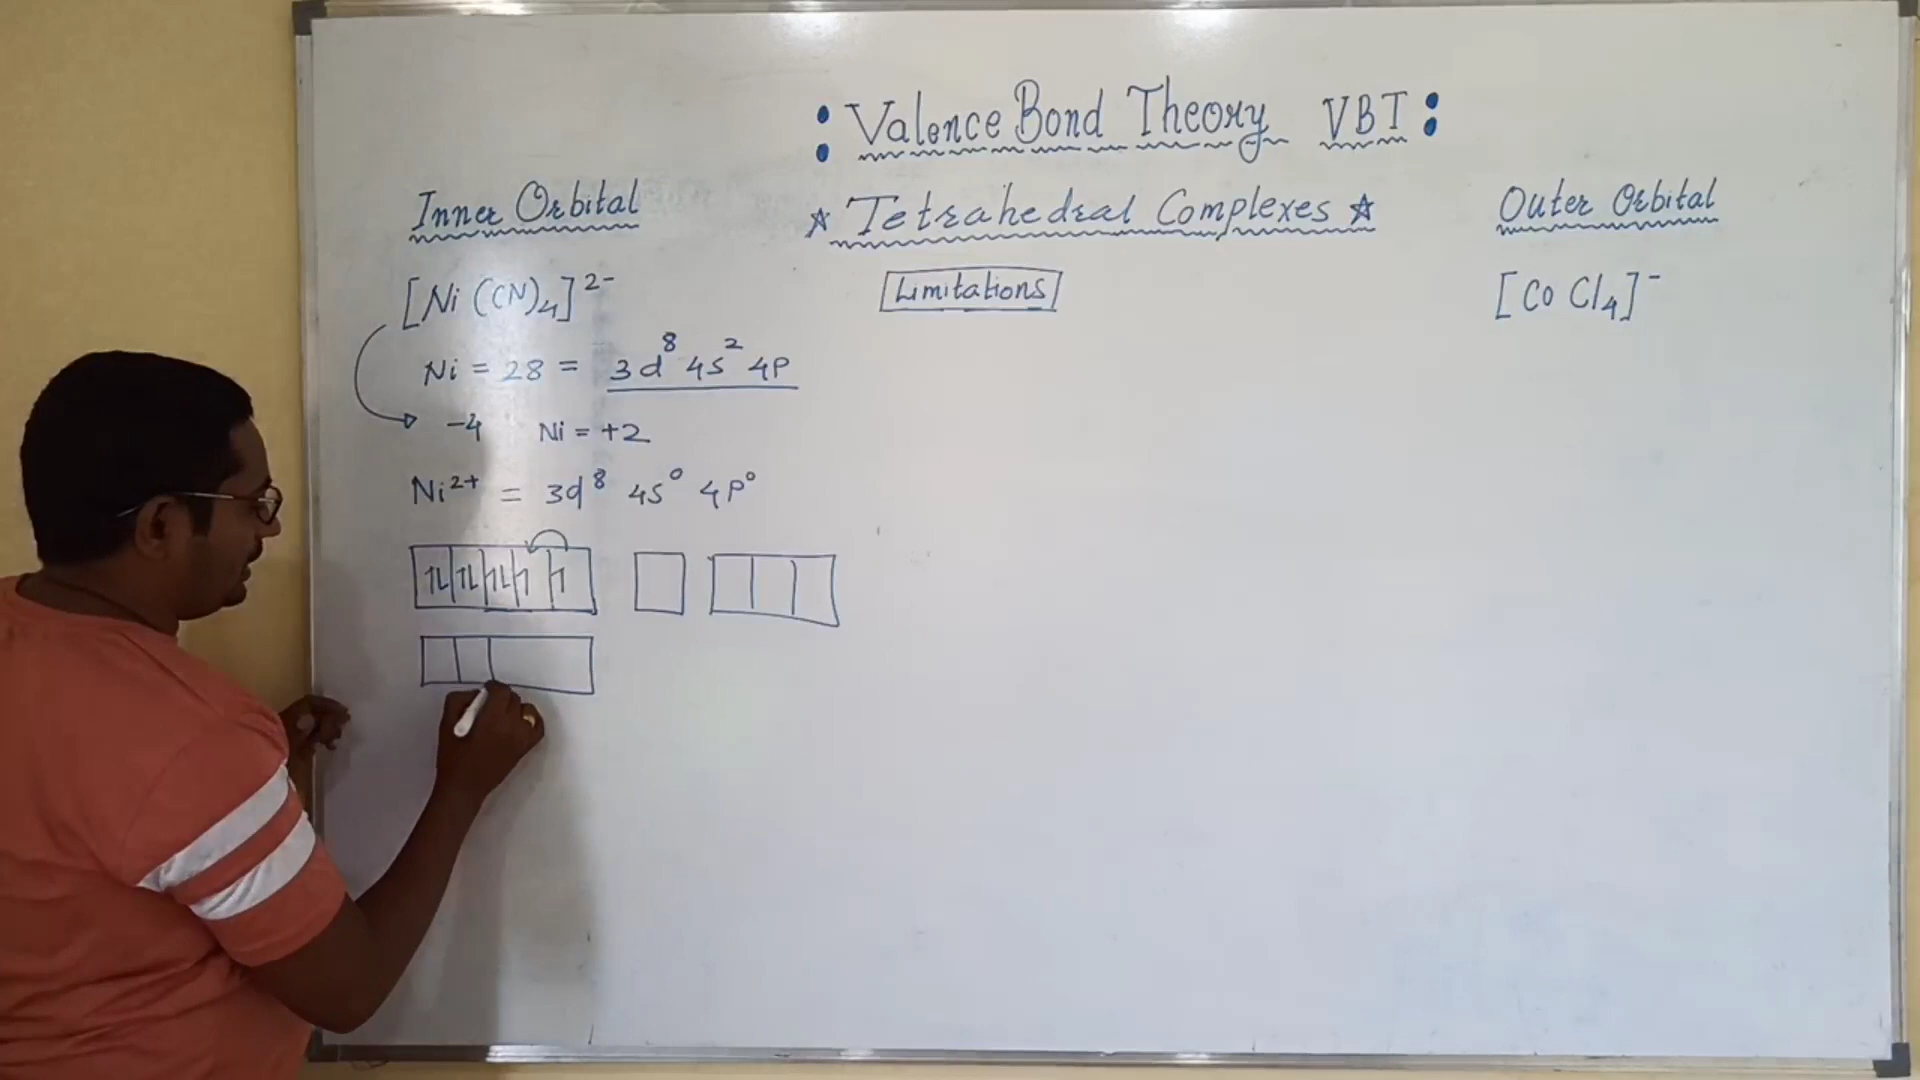 : Valence Bond Theory VBT :
Inner Orbital
☆ Tetrahedral Complexes ☆
Outer Orbital
[Ni (CN)₄]²⁻
Limitations
[Co Cl₄]⁻
Ni = 28 = 3d⁸ 4s² 4p
-4 Ni = +2
Ni²⁺ = 3d⁸ 4s⁰ 4p⁰